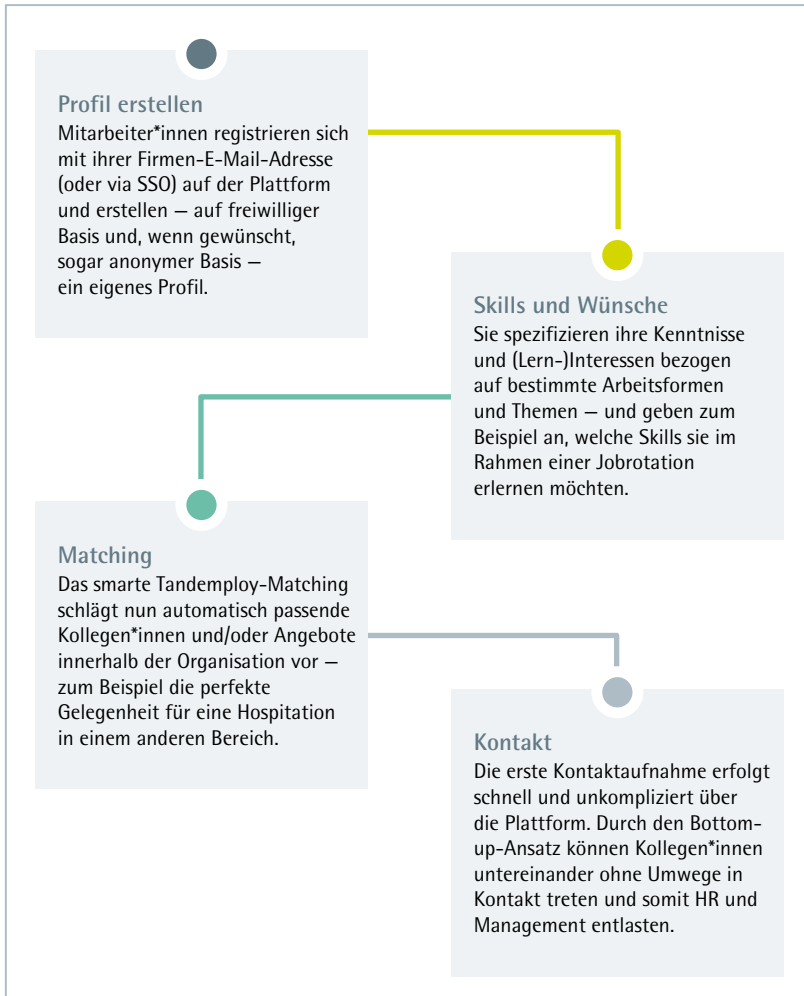 Profil erstellen
Mitarbeiter*innen registrieren sich
mit ihrer Firmen-E-Mail-Adresse
(oder via SSO) auf der Plattform
und erstellen — auf freiwilliger
Basis und, wenn gewünscht,
sogar anonymer Basis —
ein eigenes Profil.
Skills und Wünsche
Sie spezifizieren ihre Kenntnisse
und (Lern-)Interessen bezogen
auf bestimmte Arbeitsformen
und Themen — und geben zum
Beispiel an, welche Skills sie im
Rahmen einer Jobrotation
erlernen möchten.
Matching
Das smarte Tandemploy-Matching
schlägt nun automatisch passende
Kollegen*innen und/oder Angebote
innerhalb der Organisation vor —
zum Beispiel die perfekte
Gelegenheit für eine Hospitation
in einem anderen Bereich.
Kontakt
Die erste Kontaktaufnahme erfolgt
schnell und unkompliziert über
die Plattform. Durch den Bottom-
up-Ansatz können Kollegen*innen
untereinander ohne Umwege in
Kontakt treten und somit HR und
Management entlasten.